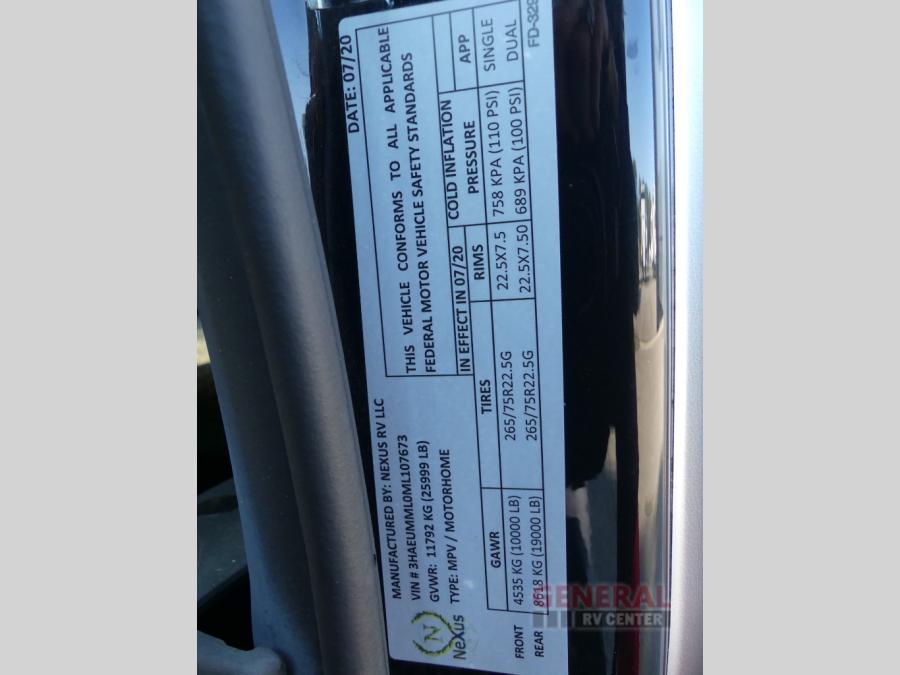 DATE: 07/20
MANUFACTURED BY: NEXUS RV LLC
VIN # 3HAEUMML0ML107673
GVWR: 11792 KG (25999 LB)
TYPE: MPV / MOTORHOME
N
NeXus
THIS VEHICLE CONFORMS TO ALL APPLICABLE
FEDERAL MOTOR VEHICLE SAFETY STANDARDS
IN EFFECT IN 07/20
GAWR TIRES RIMS COLD INFLATION PRESSURE APP
FRONT 4535 KG (10000 LB) 265/75R22.5G 22.5X7.5 758 KPA (110 PSI) SINGLE
REAR 8618 KG (19000 LB) 265/75R22.5G 22.5X7.50 689 KPA (100 PSI) DUAL
FD-329
GENERAL
RV CENTER